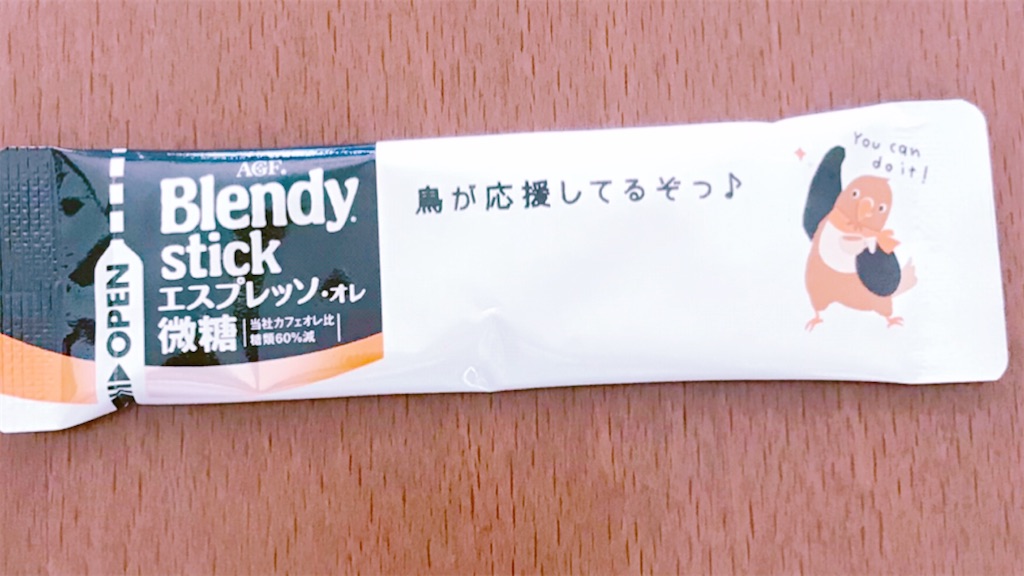 AGF®
Blendy®
stick
エスプレッソ・オレ
微糖
当社カフェオレ比
糖類60%減
OPEN
鳥が応援してるぞっ♪
You can
do it!